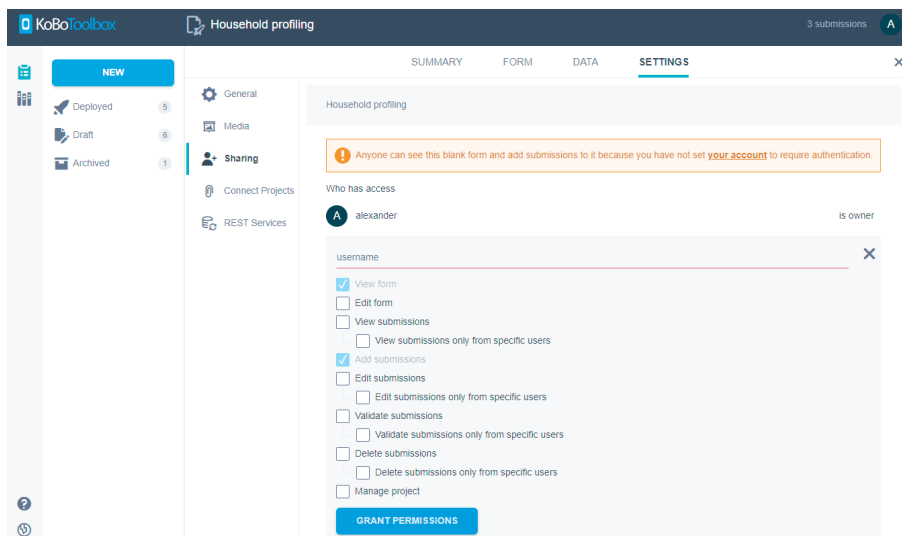 KoBoToolbox
Household profiling
3 submissions
A
NEW
Deployed 5
Draft 6
Archived 1
SUMMARY FORM DATA SETTINGS
General
Media
Sharing
Connect Projects
REST Services
Household profiling
Anyone can see this blank form and add submissions to it because you have not set your account to require authentication.
Who has access
A alexander is owner
username
View form
Edit form
View submissions
View submissions only from specific users
Add submissions
Edit submissions
Edit submissions only from specific users
Validate submissions
Validate submissions only from specific users
Delete submissions
Delete submissions only from specific users
Manage project
GRANT PERMISSIONS